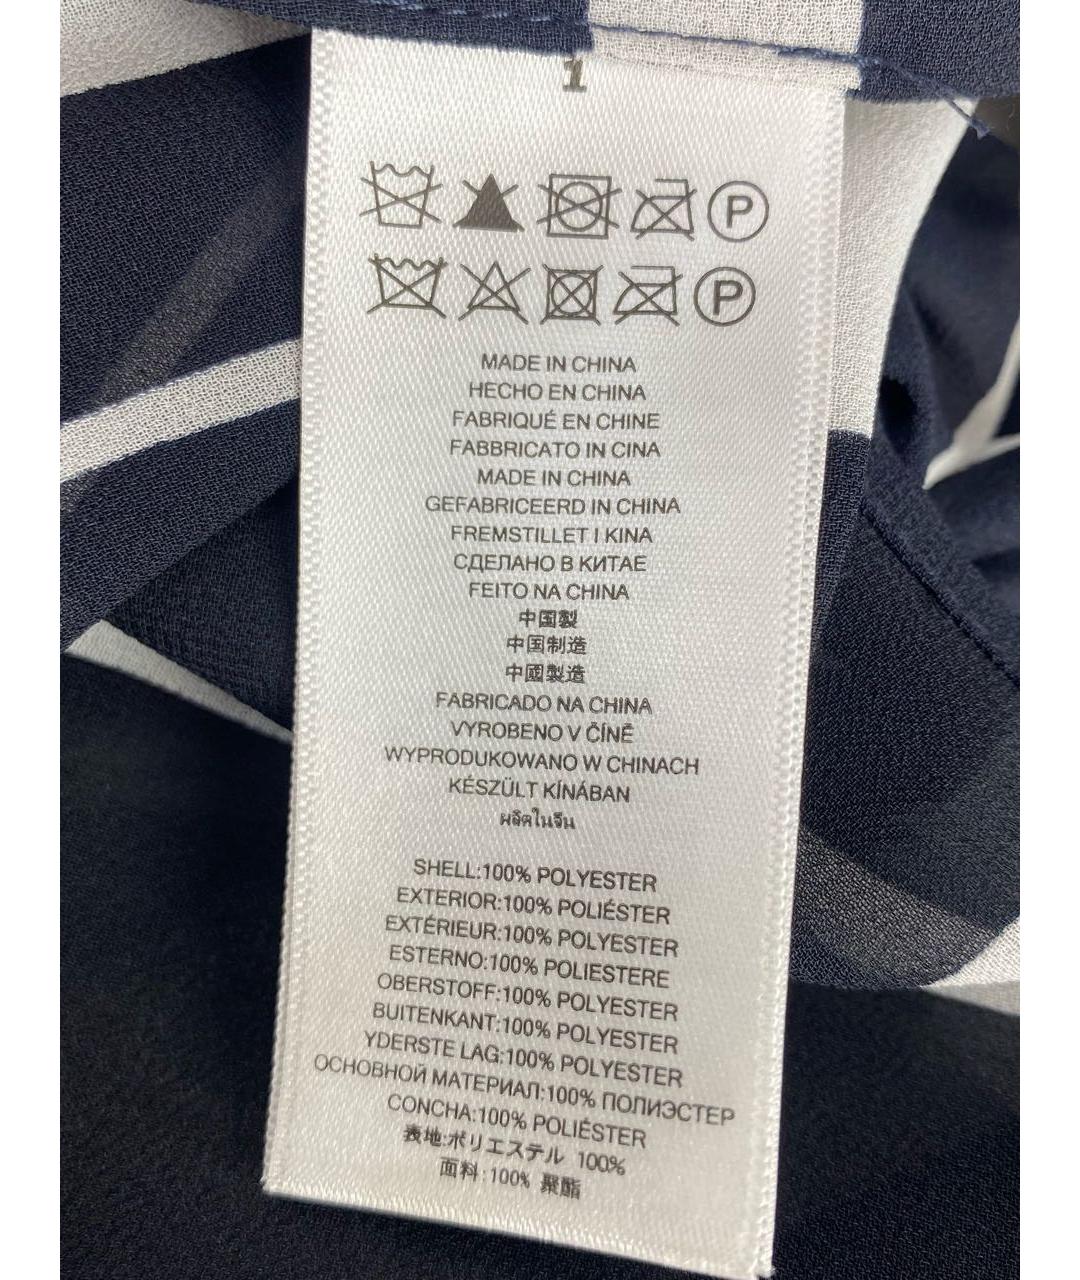 1
P
P
MADE IN CHINA
HECHO EN CHINA
FABRIQUÉ EN CHINE
FABBRICATO IN CINA
MADE IN CHINA
GEFABRICEERD IN CHINA
FREMSTILLET I KINA
СДЕЛАНО В КИТАЕ
FEITO NA CHINA
中国製
中国制造
中國製造
FABRICADO NA CHINA
VYROBENO V ČÍNĚ
WYPRODUKOWANO W CHINACH
KÉSZÜLT KÍNÁBAN
ผลิตในจีน
SHELL:100% POLYESTER
EXTERIOR:100% POLIÉSTER
EXTÉRIEUR:100% POLYESTER
ESTERNO:100% POLIESTERE
OBERSTOFF:100% POLYESTER
BUITENKANT:100% POLYESTER
YDERSTE LAG:100% POLYESTER
ОСНОВНОЙ МАТЕРИАЛ:100% ПОЛИЭСТЕР
CONCHA:100% POLIÉSTER
表地:ポリエステル 100%
面料:100% 聚酯